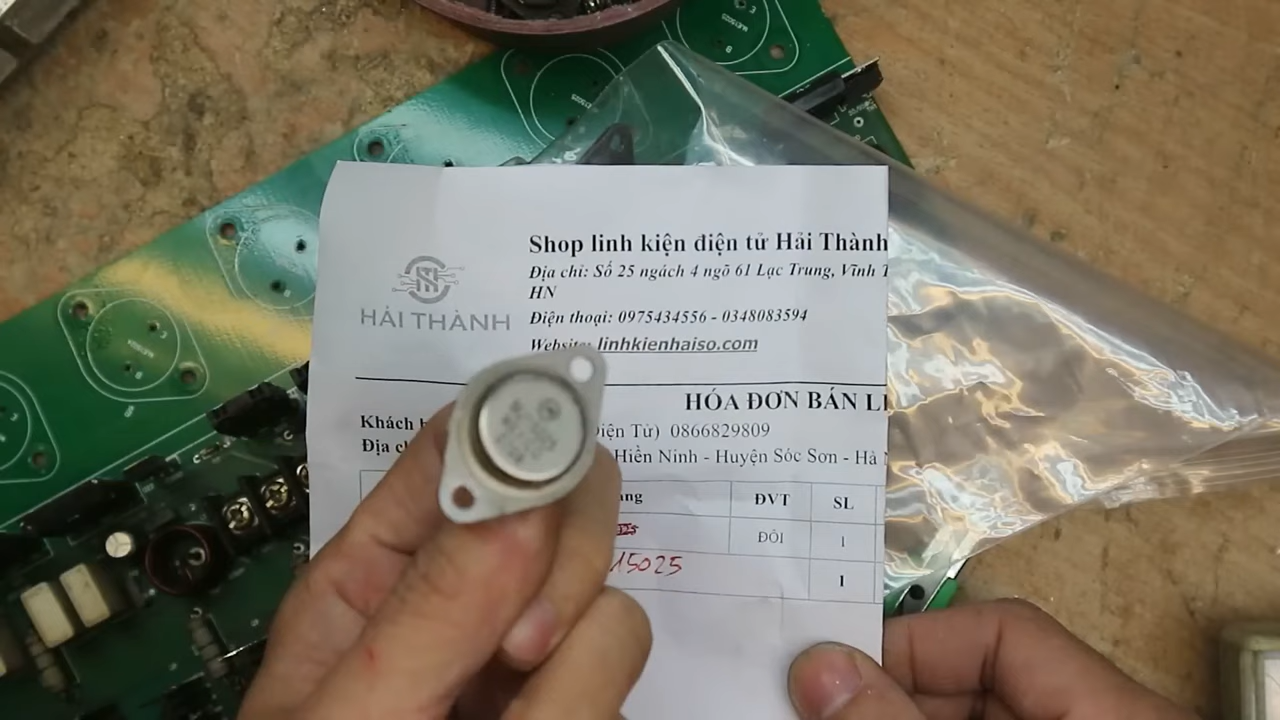 Shop linh kiện điện tử Hải Thành
Địa chỉ: Số 25 ngách 4 ngõ 61 Lạc Trung, Vĩnh
HN
HẢI THÀNH
Điện thoại: 0975434556 - 0348083594
Website: linhkienhaiso.com
HÓA ĐƠN BÁN
Khách
Điện Tử) 0866829809
Địa
Hiền Ninh - Huyện Sóc Sơn - Hà
ĐVT SL
ĐÔI 1
15025
1